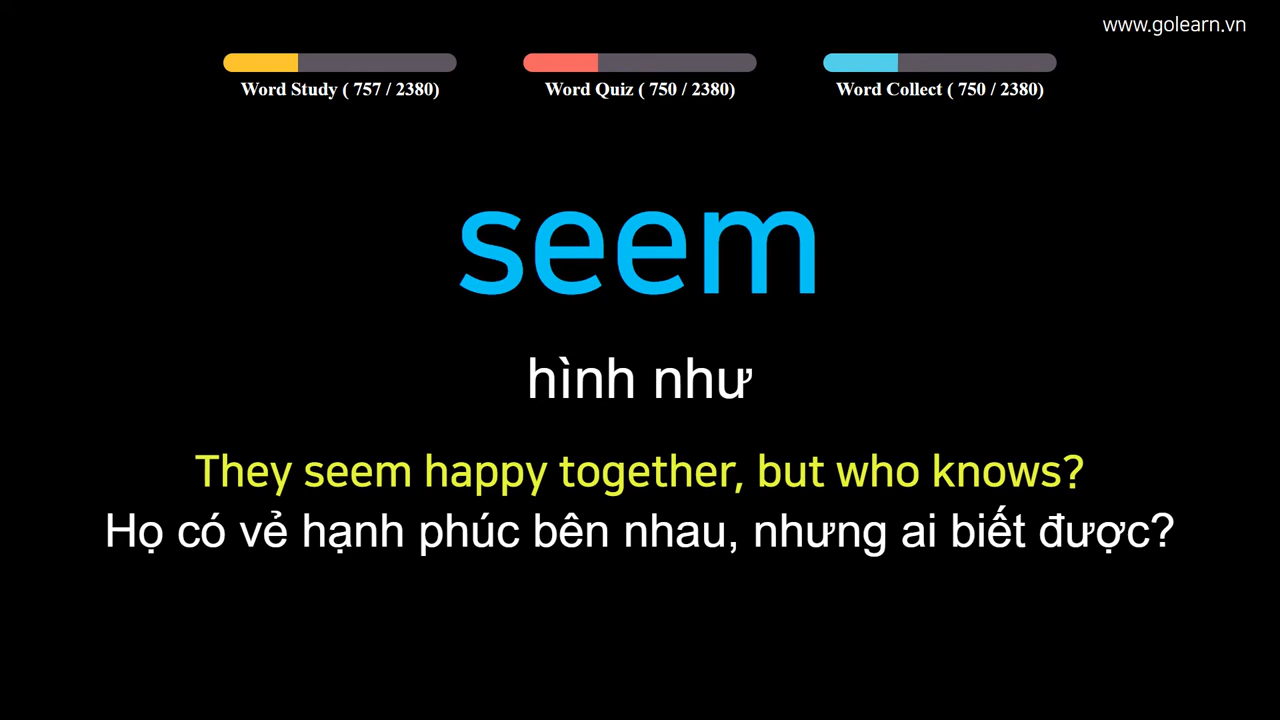 www.golearn.vn
Word Study ( 757 / 2380)
Word Quiz ( 750 / 2380)
Word Collect ( 750 / 2380)
seem
hình như
They seem happy together, but who knows?
Họ có vẻ hạnh phúc bên nhau, nhưng ai biết được?